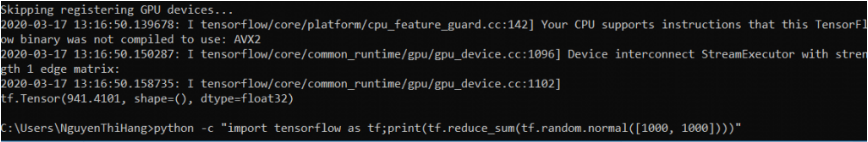 Skipping registering GPU devices...
2020-03-17 13:16:50.139678: I tensorflow/core/platform/cpu_feature_guard.cc:142] Your CPU supports instructions that this TensorFl
ow binary was not compiled to use: AVX2
2020-03-17 13:16:50.150287: I tensorflow/core/common_runtime/gpu/gpu_device.cc:1096] Device interconnect StreamExecutor with stren
gth 1 edge matrix:
2020-03-17 13:16:50.158735: I tensorflow/core/common_runtime/gpu/gpu_device.cc:1102]
tf.Tensor(941.4101, shape=(), dtype=float32)
C:\Users\NguyenThiHang>python -c "import tensorflow as tf;print(tf.reduce_sum(tf.random.normal([1000, 1000])))"